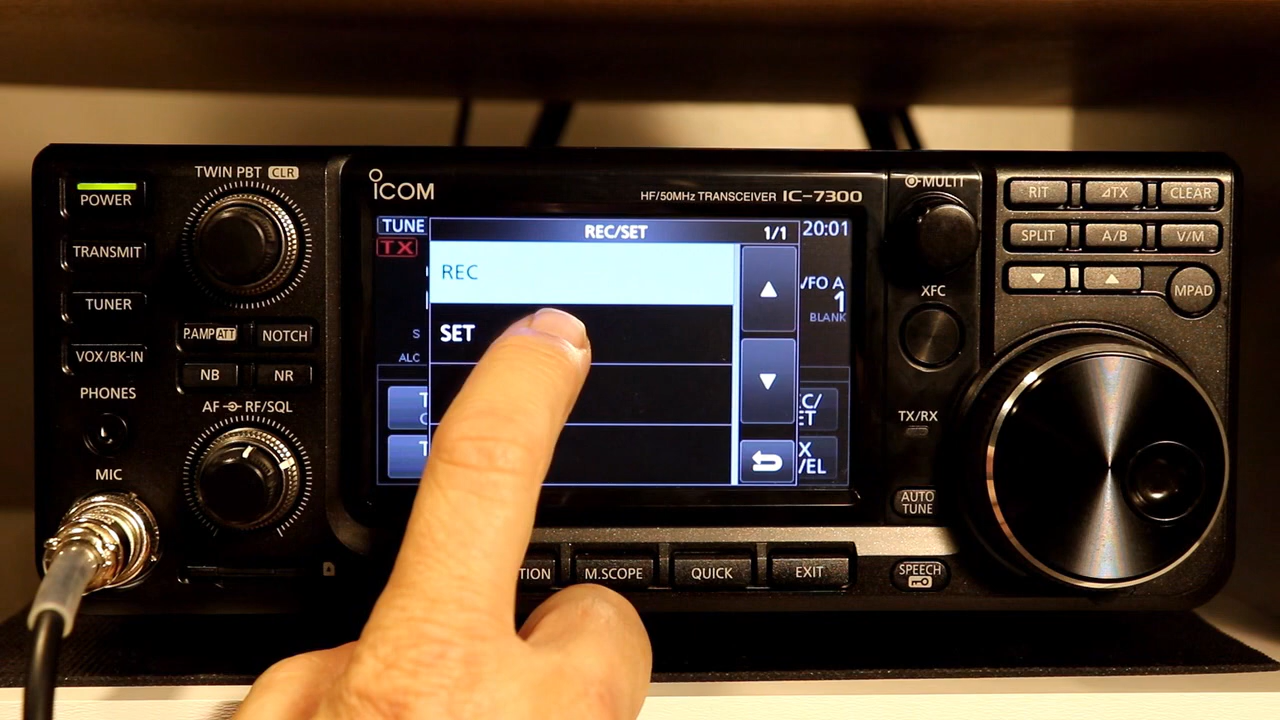 POWER
TRANSMIT
TUNER
VOX/BK-IN
PHONES
MIC
TWIN PBT CLR
P.AMP ATT
NOTCH
NB
NR
AF RF/SQL
ICOM
HF/50MHz TRANSCEIVER IC-7300
TUNE
TX
S
ALC
REC/SET 1/1
REC
SET
20:01
VFO A
1
BLANK
M.SCOPE
QUICK
EXIT
MULTI
XFC
TX/RX
AUTO
TUNE
SPEECH
RIT
ΔTX
CLEAR
SPLIT
A/B
V/M
MPAD